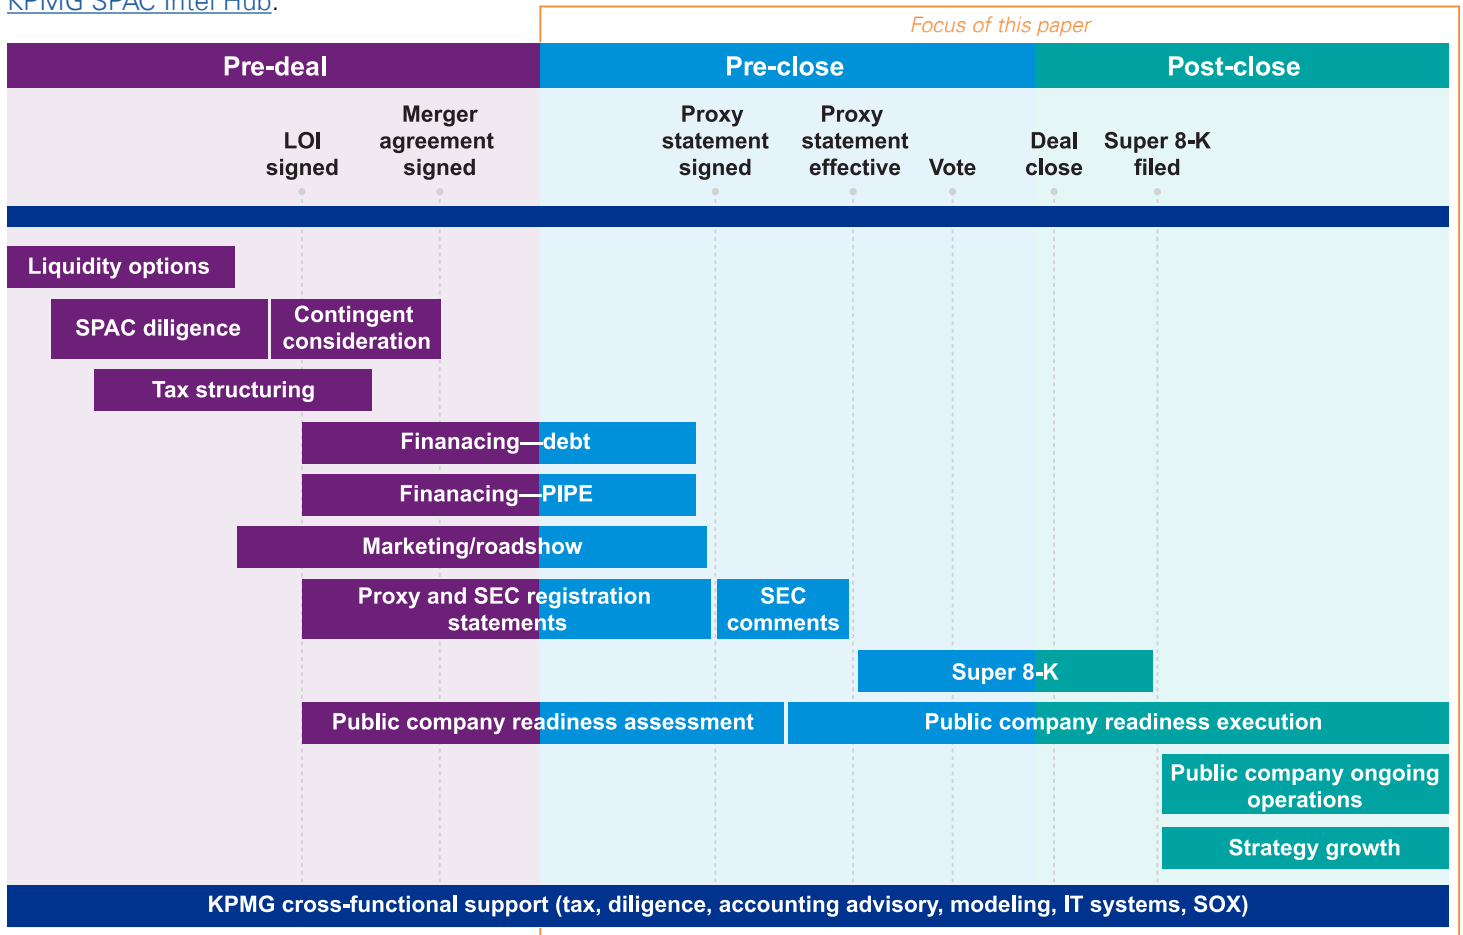 KPMG SPAC Intel Hub.
Focus of this paper
Pre-deal
Pre-close
Post-close
LOI
signed
Merger
agreement
signed
Proxy
statement
signed
Proxy
statement
effective
Vote
Deal
close
Super 8-K
filed
Liquidity options
SPAC diligence
Contingent
consideration
Tax structuring
Finanacing—debt
Finanacing—PIPE
Marketing/roadshow
Proxy and SEC registration
statements
SEC
comments
Super 8-K
Public company readiness assessment
Public company readiness execution
Public company ongoing
operations
Strategy growth
KPMG cross-functional support (tax, diligence, accounting advisory, modeling, IT systems, SOX)